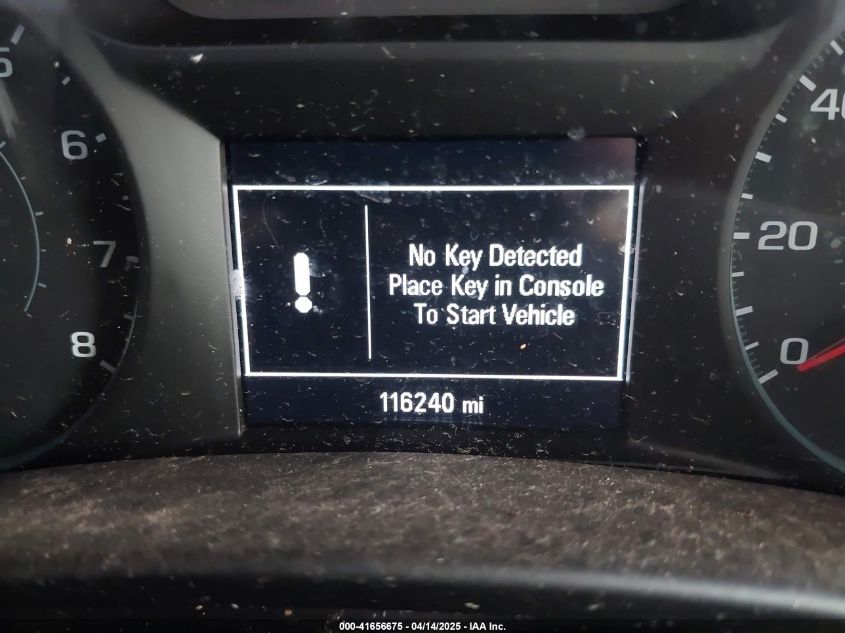 5
6
7
8
No Key Detected
Place Key in Console
To Start Vehicle
116240 mi
40
20
0
000-41656675 - 04/14/2025 - IAA Inc.